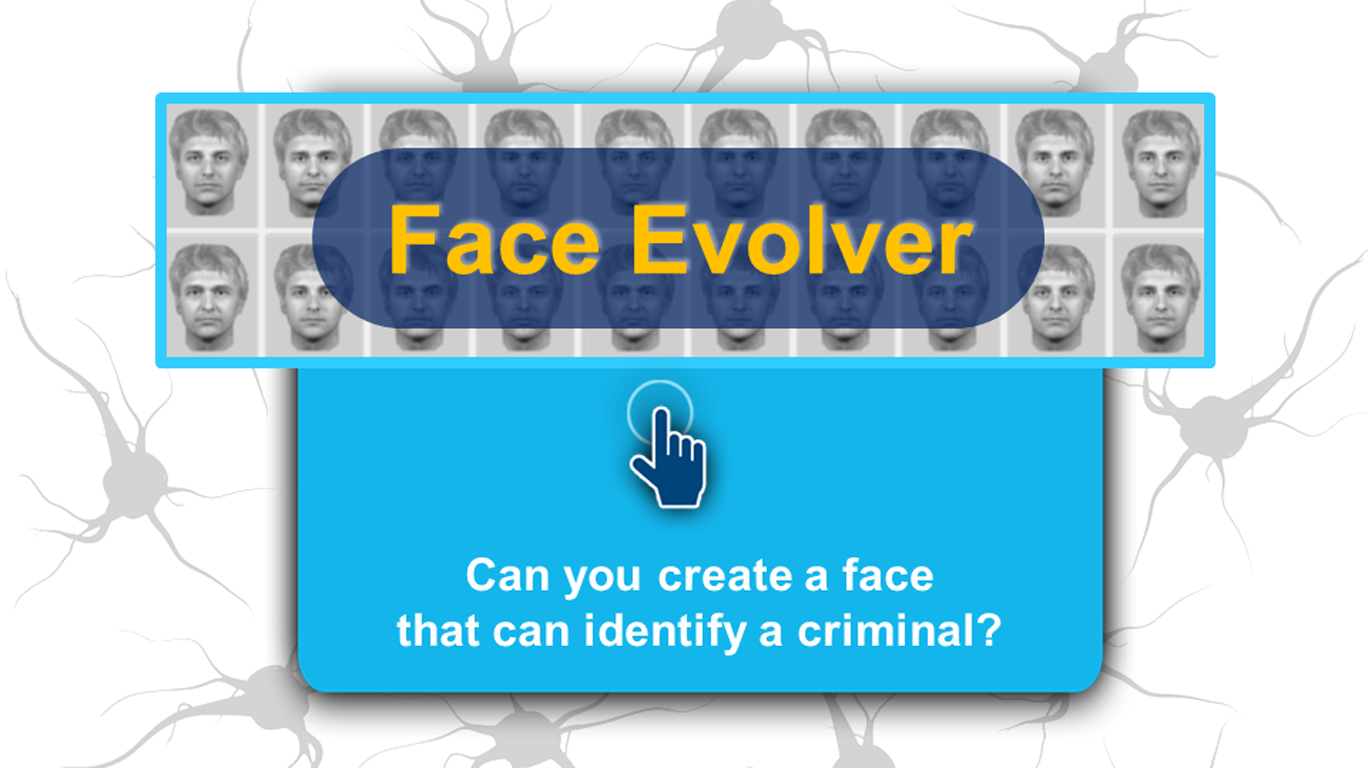 Face Evolver
Can you create a face
that can identify a criminal?